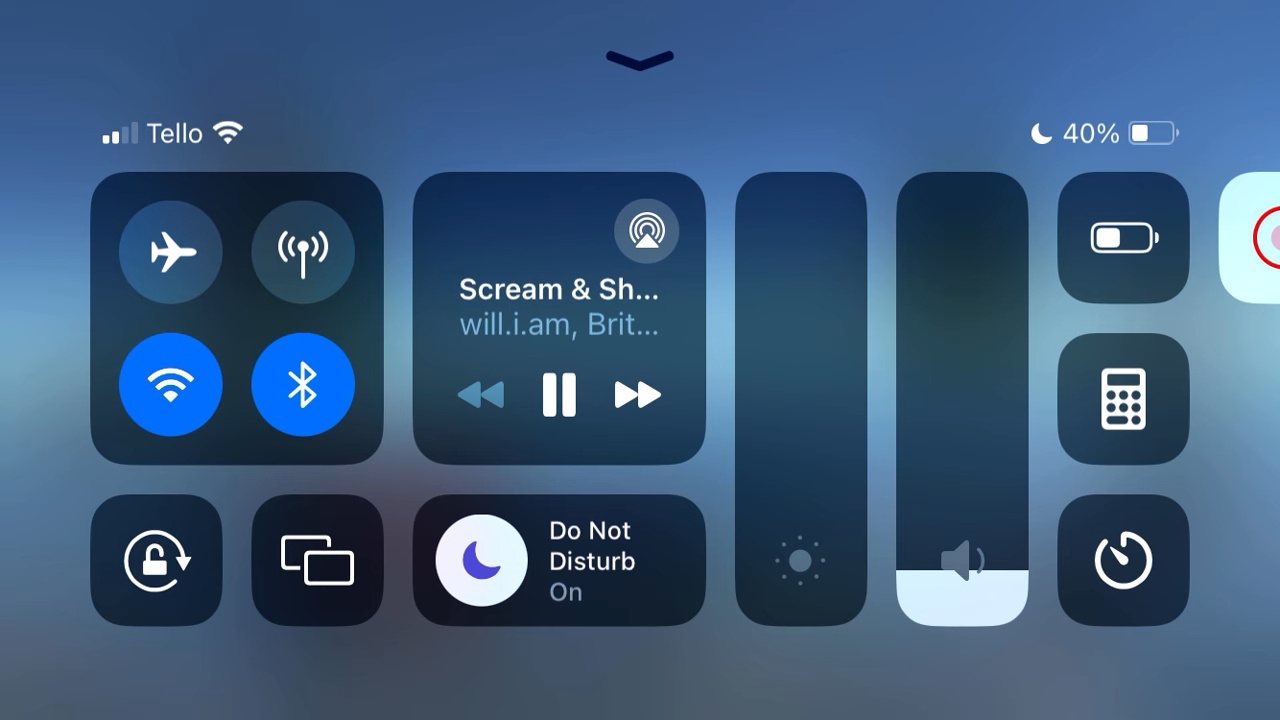 Tello
40%
Scream & Sh...
will.i.am, Brit...
Do Not
Disturb
On